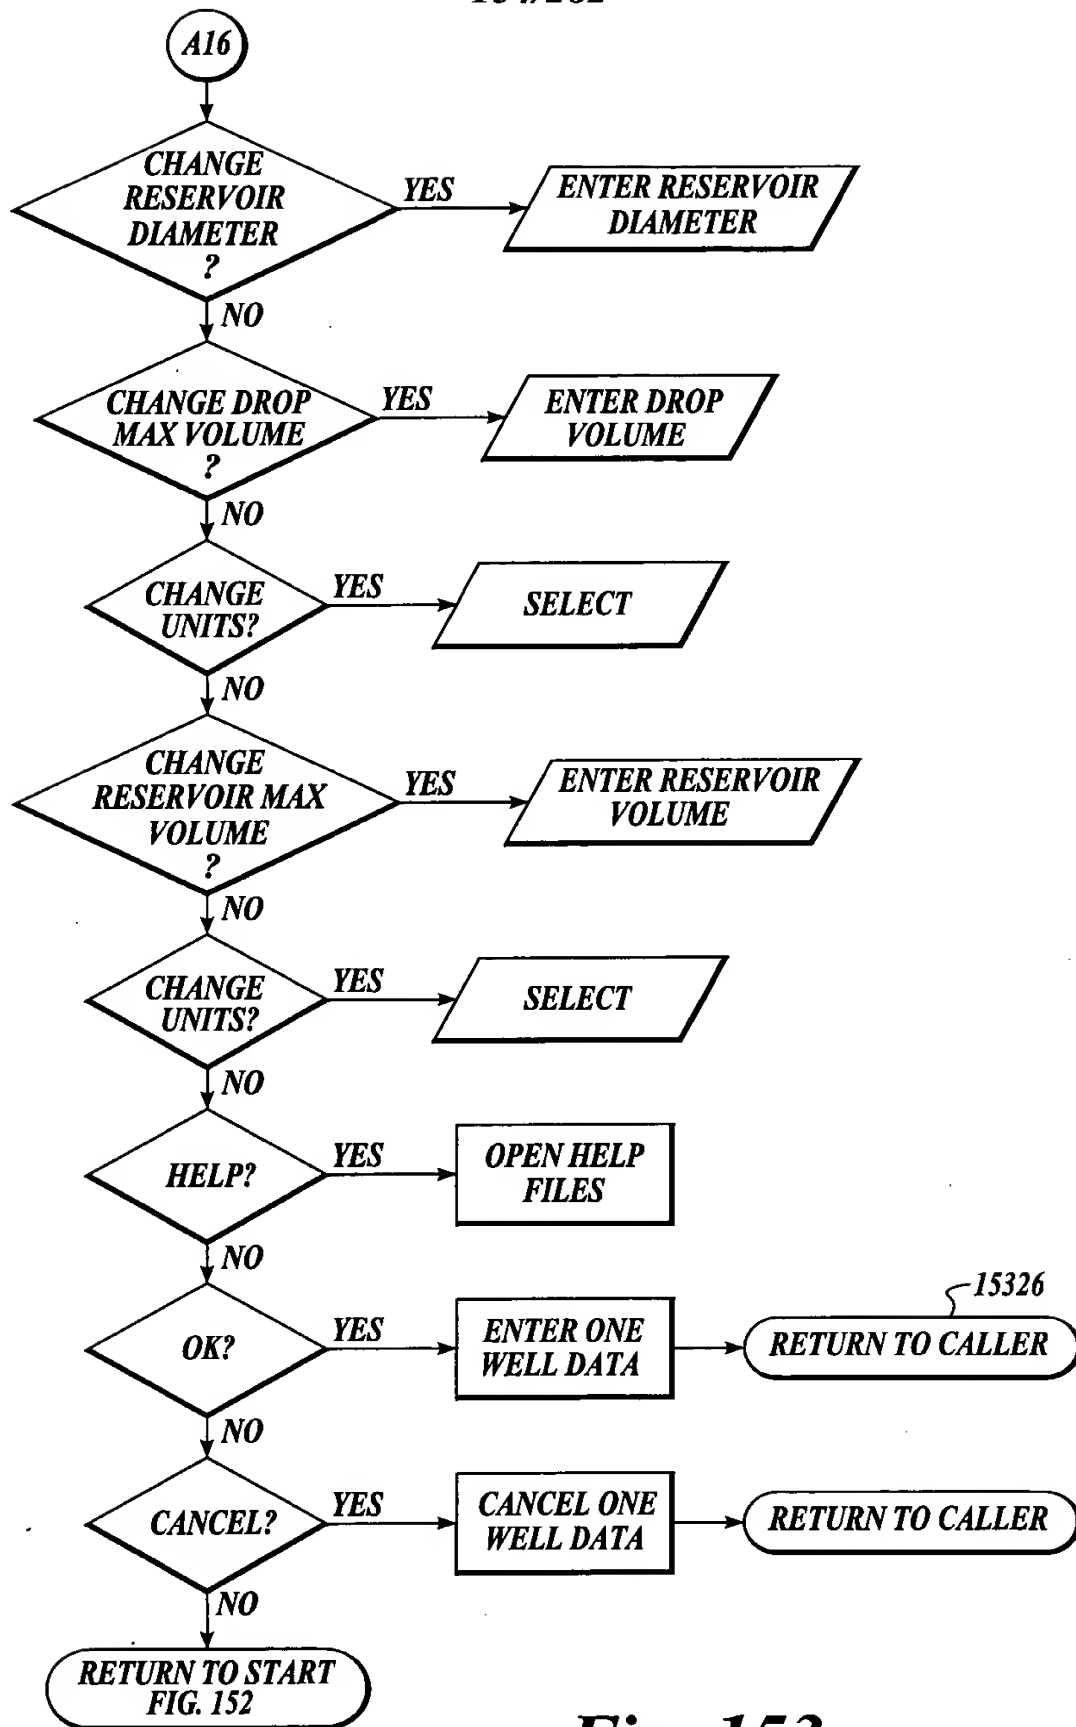 A16
CHANGE
RESERVOIR
DIAMETER
?
YES
ENTER RESERVOIR
DIAMETER
NO
CHANGE DROP
MAX VOLUME
?
YES
ENTER DROP
VOLUME
NO
CHANGE
UNITS?
YES
SELECT
NO
CHANGE
RESERVOIR MAX
VOLUME
?
YES
ENTER RESERVOIR
VOLUME
NO
CHANGE
UNITS?
YES
SELECT
NO
HELP?
YES
OPEN HELP
FILES
NO
OK?
YES
ENTER ONE
WELL DATA
15326
RETURN TO CALLER
NO
CANCEL?
YES
CANCEL ONE
WELL DATA
RETURN TO CALLER
NO
RETURN TO START
FIG. 152